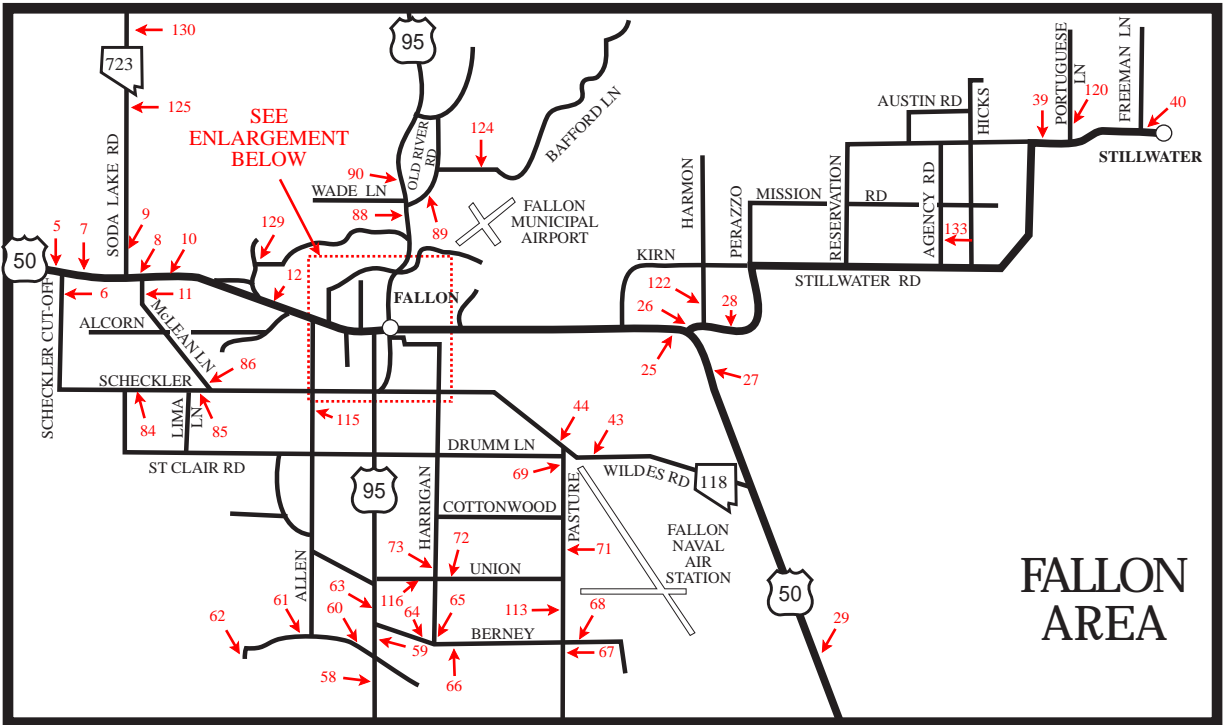 130
95
723
125
SEE
ENLARGEMENT
BELOW
124
BAFFORD LN
OLD RIVER
RD
90
WADE LN
88
89
FALLON
MUNICIPAL
AIRPORT
SODA LAKE RD
5
7
9
8
10
129
50
12
6
11
SCHECKLER CUT-OFF
ALCORN
McLEAN LN
86
SCHECKLER
84
LIMA
LN
85
115
FALLON
AUSTIN RD
HICKS
39
PORTUGUESE
LN
120
FREEMAN LN
40
STILLWATER
HARMON
PERAZZO
MISSION
RD
RESERVATION
AGENCY RD
133
KIRN
STILLWATER RD
122
26
28
25
27
44
43
DRUMM LN
ST CLAIR RD
69
WILDES RD
118
95
HARRIGAN
COTTONWOOD
PASTURE
FALLON
NAVAL
AIR
STATION
73
72
71
UNION
ALLEN
63
116
64
65
113
68
61
60
62
59
BERNEY
67
58
66
50
29
FALLON
AREA